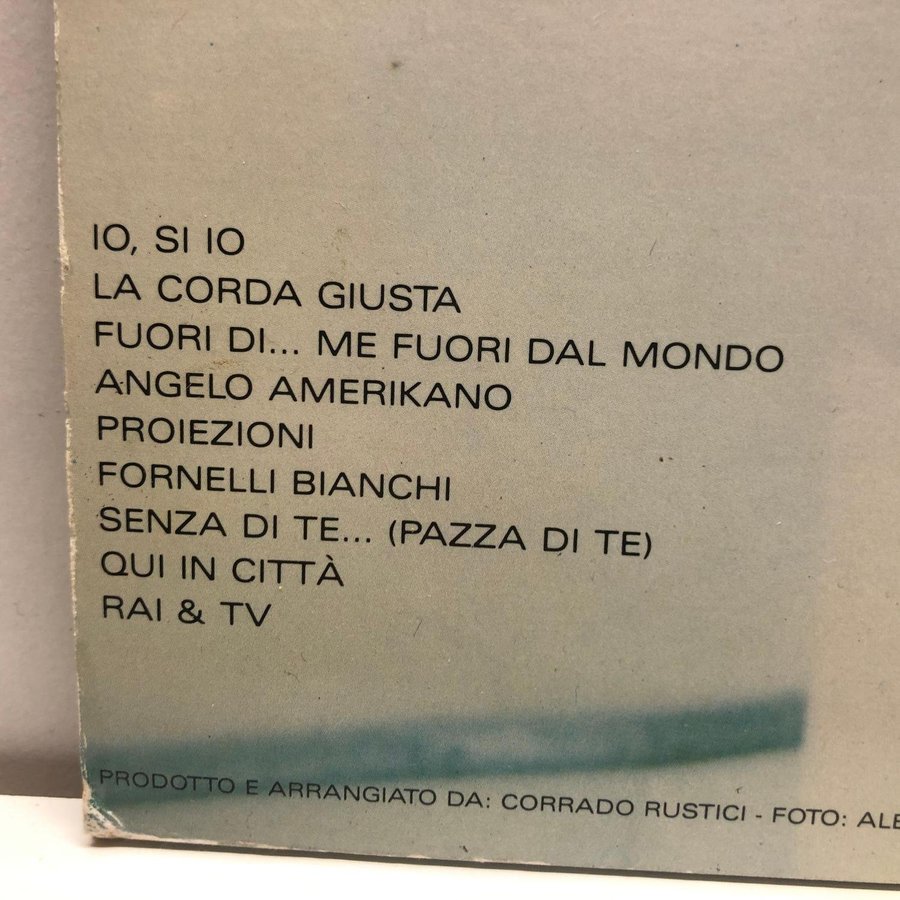 IO, SI IO
LA CORDA GIUSTA
FUORI DI... ME FUORI DAL MONDO
ANGELO AMERIKANO
PROIEZIONI
FORNELLI BIANCHI
SENZA DI TE... (PAZZA DI TE)
QUI IN CITTÀ
RAI & TV
PRODOTTO E ARRANGIATO DA: CORRADO RUSTICI - FOTO: